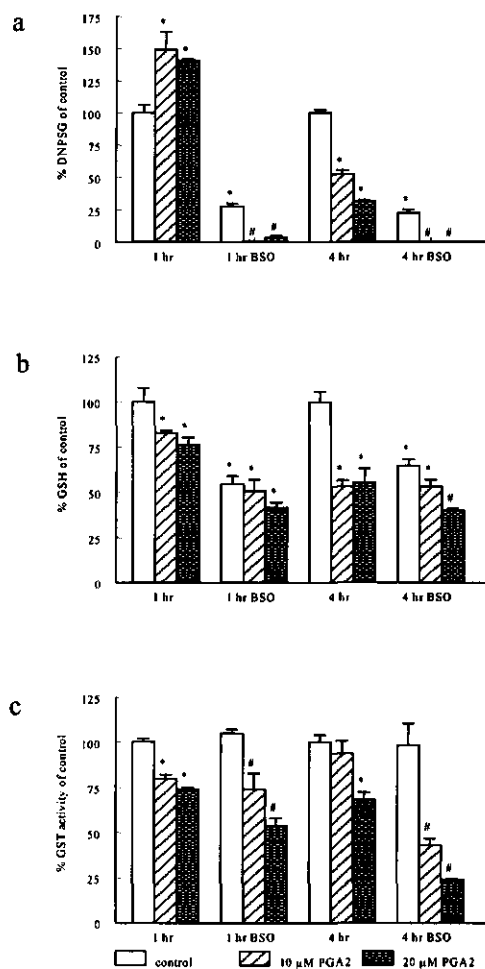 a
% DNPSG of control
175
150
125
100
75
50
25
0
* *
*
# #
*
*
*
# #
1 hr 1 hr BSO 4 hr 4 hr BSO
b
% GSH of control
125
100
75
50
25
0
* *
* * *
* *
* * #
1 hr 1 hr BSO 4 hr 4 hr BSO
c
% GST activity of control
125
100
75
50
25
0
* *
# #
*
# #
1 hr 1 hr BSO 4 hr 4 hr BSO
control 10 µM PGA2 20 µM PGA2